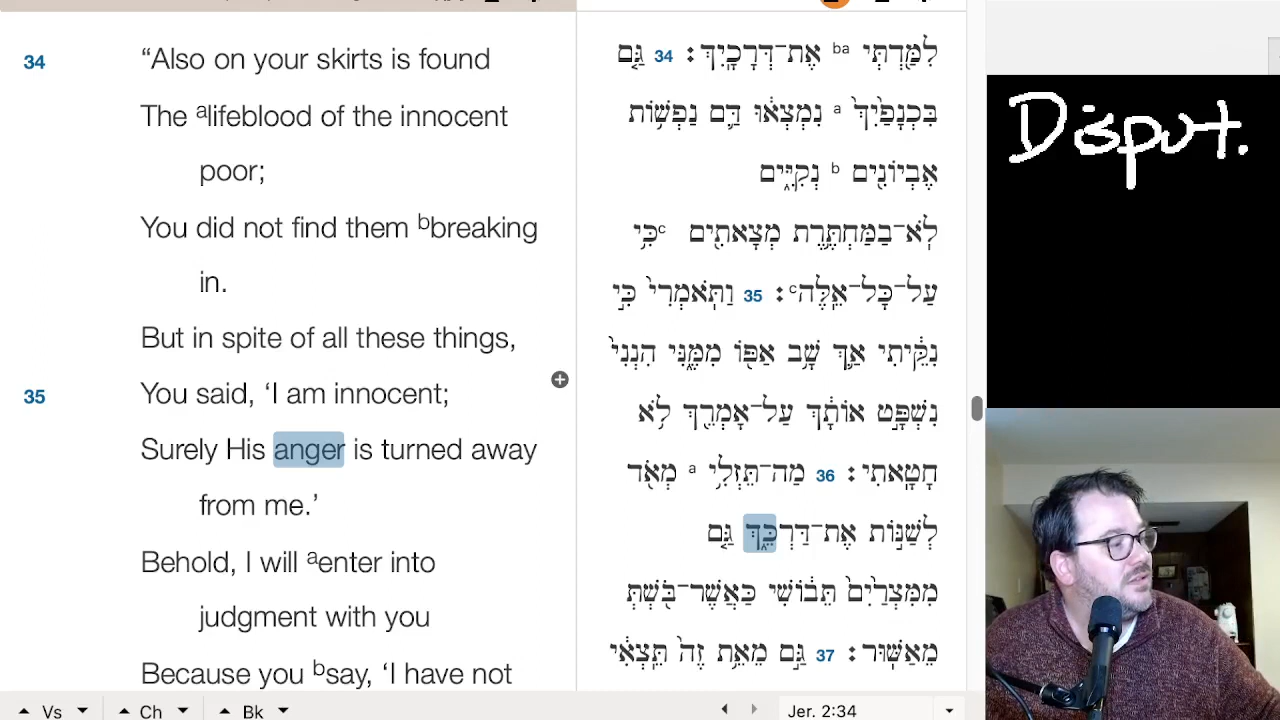 34 “Also on your skirts is found
The ᵃlifeblood of the innocent
poor;
You did not find them ᵇbreaking
in.
But in spite of all these things,
35 You said, ‘I am innocent;
Surely His anger is turned away
from me.’
Behold, I will ᵃenter into
judgment with you
Because you ᵇsay, ‘I have not
לִמַּ֖דְתְּי ᵇᵃ אֶת־דְּרָכָֽיִךְ׃ 34 גַּ֤ם
בִּכְנָפַ֙יִךְ֙ ᵃ נִמְצְא֔וּ דַּ֛ם נַפְשׁ֥וֹת
אֶבְיוֹנִ֖ים ᵇ נְקִיִּ֑ים
לֹֽא־בַמַּחְתֶּ֥רֶת מְצָאתִ֖ים ᶜכִּ֥י
עַל־כָּל־אֵֽלֶּהᶜ׃ 35 וַתֹּֽאמְרִי֙ כִּ֣י
נִקֵּ֔יתִי אַ֛ךְ שָׁ֥ב אַפּ֖וֹ מִמֶּ֑נִּי הִנְנִי֙
נִשְׁפָּ֣ט אוֹתָ֔ךְ עַל־אָמְרֵ֖ךְ לֹ֥א
חָטָֽאתִי׃ 36 מַה־תֵּזְלִ֥י ᵃ מְאֹ֖ד
לְשַׁנּ֣וֹת אֶת־דַּרְכֵּ֑ךְ גַּ֤ם
מִמִּצְרַ֙יִם֙ תֵּב֔וֹשִׁי כַּאֲשֶׁר־בֹּ֖שְׁתְּ
מֵאַשּֽׁוּר׃ 37 גַּ֣ם מֵאֵ֥ת זֶה֙ תֵּֽצְאִ֔י
Disput.
Vs Ch Bk Jer. 2:34